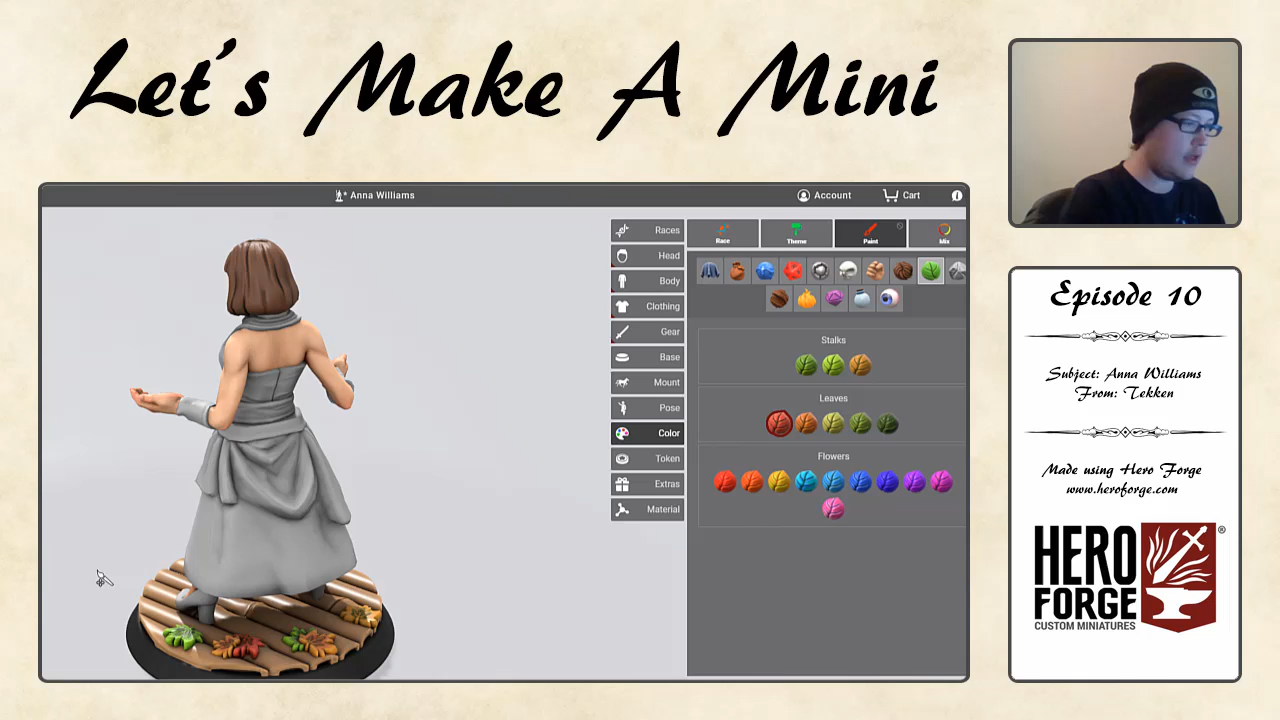 Let's Make A Mini
* Anna Williams
Account
Cart
Races
Head
Body
Clothing
Gear
Base
Mount
Pose
Color
Token
Extras
Material
Base
Theme
Paint
Mix
Stalks
Leaves
Flowers
Episode 10
Subject: Anna Williams
From: Tekken
Made using Hero Forge
www.heroforge.com
HERO
FORGE
®
CUSTOM MINIATURES